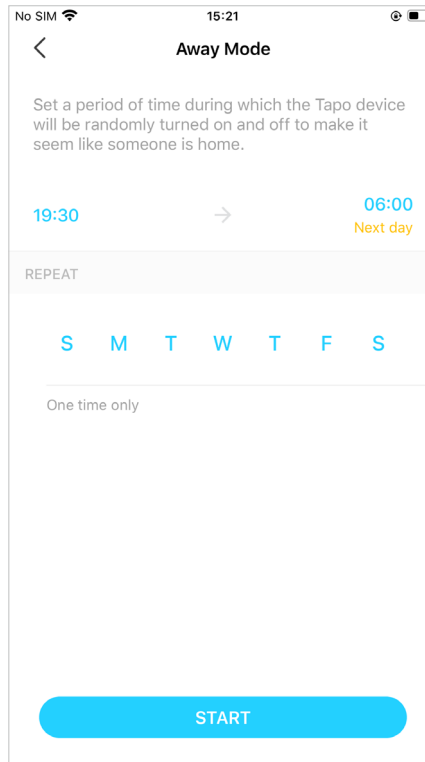 No SIM 15:21
Away Mode
Set a period of time during which the Tapo device
will be randomly turned on and off to make it
seem like someone is home.
19:30 → 06:00
Next day
REPEAT
S M T W T F S
One time only
START